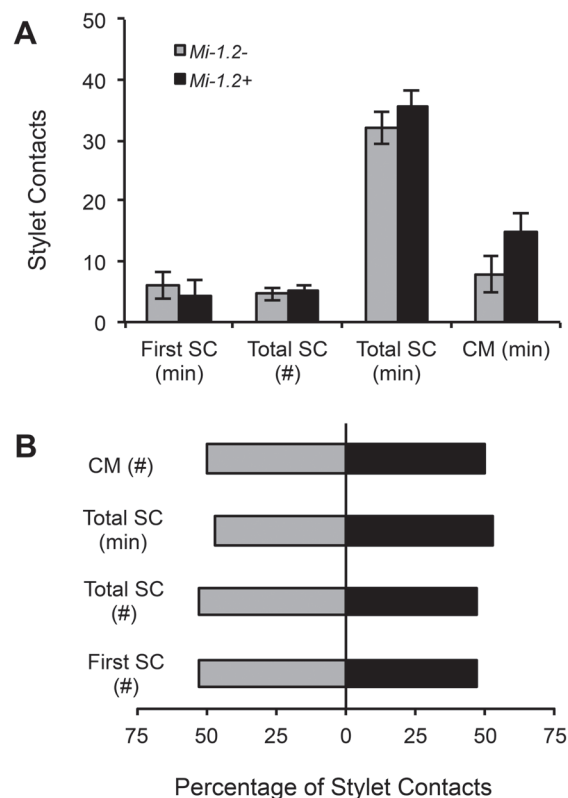 A
50
40
30
20
10
0
Stylet Contacts
Mi-1.2-
Mi-1.2+
First SC
(min)
Total SC
(#)
Total SC
(min)
CM (min)
B
CM (#)
Total SC
(min)
Total SC
(#)
First SC
(#)
75 50 25 0 25 50 75
Percentage of Stylet Contacts